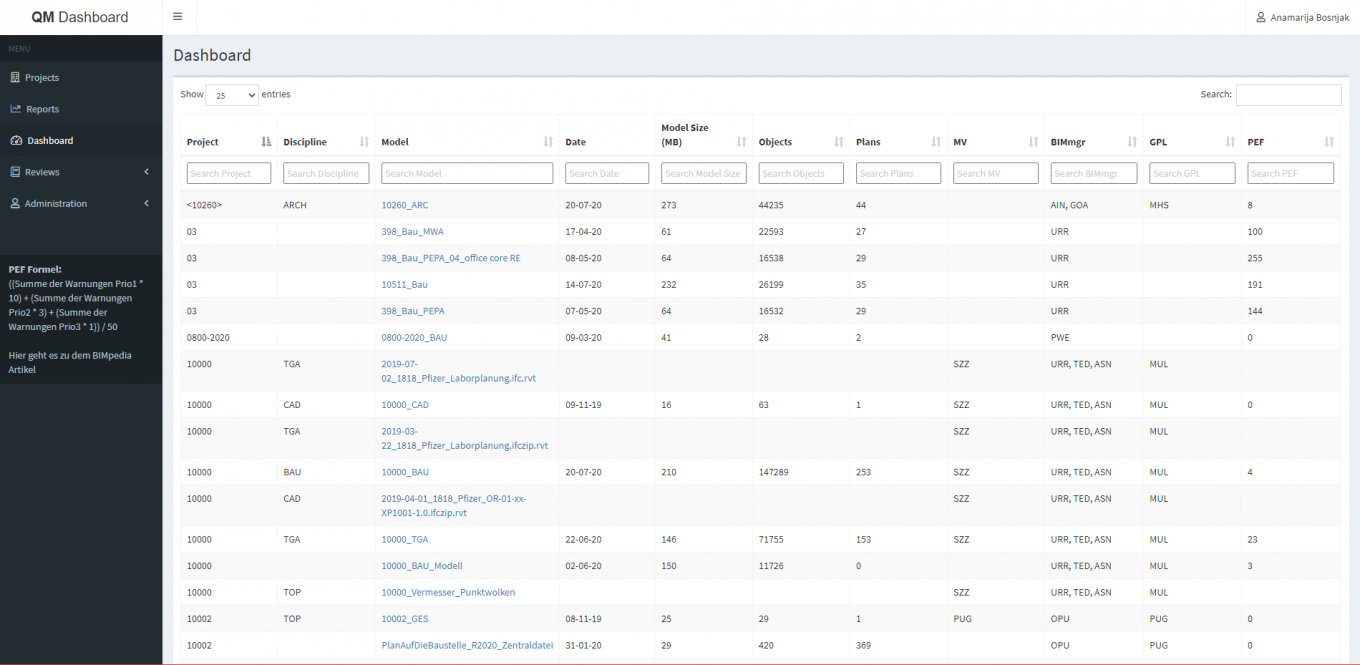 QM Dashboard
Anamarija Bosnjak
MENU
Projects
Reports
Dashboard
Reviews
Administration
PEF Formel:
((Summe der Warnungen Prio1 *
10) + (Summe der Warnungen
Prio2 * 3) + (Summe der
Warnungen Prio3 * 1)) / 50
Hier geht es zu dem BIMpedia
Artikel
Dashboard
Show 25 entries Search:
Project Discipline Model Date Model Size (MB) Objects Plans MV BIMmgr GPL PEF
Search Project Search Discipline Search Model Search Date Search Model Size Search Objects Search Plans Search MV Search BIMmgr Search GPL Search PEF
<10260> ARCH 10260_ARC 20-07-20 273 44235 44 AIN, GOA MHS 8
03 398_Bau_MWA 17-04-20 61 22593 27 URR 100
03 398_Bau_PEPA_04_office core RE 08-05-20 64 16538 29 URR 255
03 10511_Bau 14-07-20 232 26199 35 URR 191
03 398_Bau_PEPA 07-05-20 64 16532 29 URR 144
0800-2020 0800-2020_BAU 09-03-20 41 28 2 PWE 0
10000 TGA 2019-07- SZZ URR, TED, ASN MUL
02_1818_Pfizer_Laborplanung.ifc.rvt
10000 CAD 10000_CAD 09-11-19 16 63 1 SZZ URR, TED, ASN MUL 0
10000 TGA 2019-03- SZZ URR, TED, ASN MUL
22_1818_Pfizer_Laborplanung.ifczip.rvt
10000 BAU 10000_BAU 20-07-20 210 147289 253 SZZ URR, TED, ASN MUL 4
10000 CAD 2019-04-01_1818_Pfizer_OR-01-xx- SZZ URR, TED, ASN MUL
XP1001-1.0.ifczip.rvt
10000 TGA 10000_TGA 22-06-20 146 71755 153 SZZ URR, TED, ASN MUL 23
10000 10000_BAU_Modell 02-06-20 150 11726 0 URR, TED, ASN MUL 3
10000 TOP 10000_Vermesser_Punktwolken SZZ URR, TED, ASN MUL
10002 TOP 10002_GES 08-11-19 25 29 1 PUG OPU PUG 0
10002 PlanAufDieBaustelle_R2020_Zentraldatei 31-01-20 29 420 369 OPU PUG 0